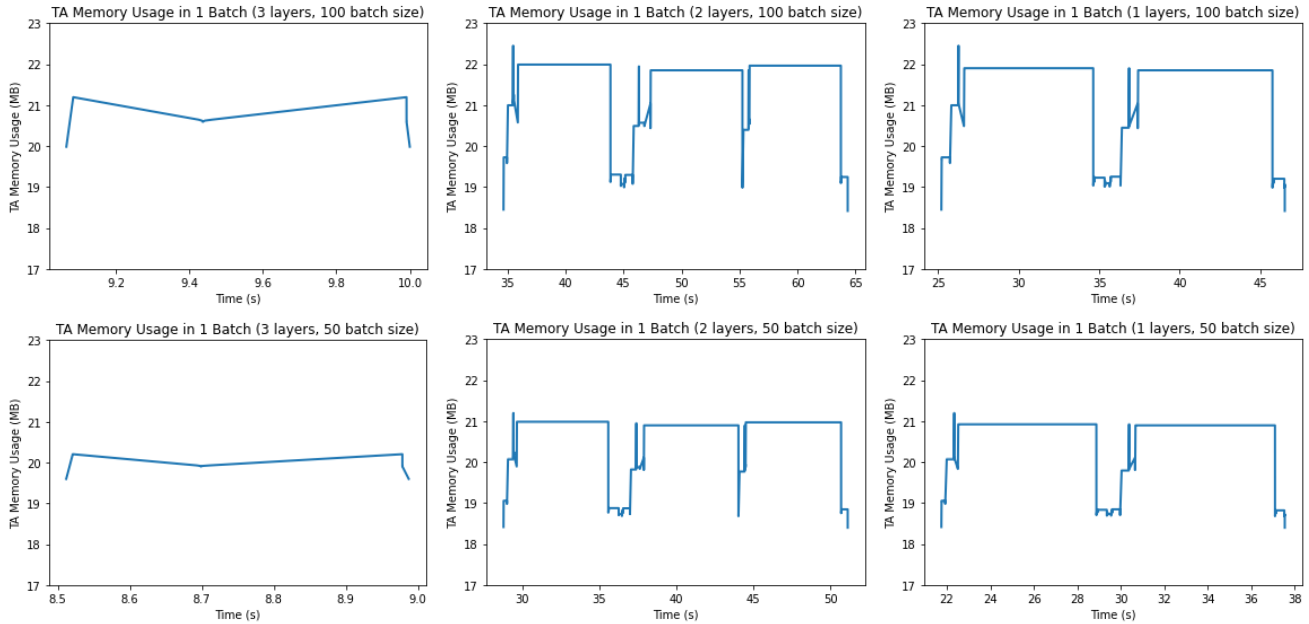 TA Memory Usage in 1 Batch (3 layers, 100 batch size)
23
22
21
20
19
18
17
TA Memory Usage (MB)
9.2 9.4 9.6 9.8 10.0
Time (s)
TA Memory Usage in 1 Batch (2 layers, 100 batch size)
23
22
21
20
19
18
17
TA Memory Usage (MB)
35 40 45 50 55 60 65
Time (s)
TA Memory Usage in 1 Batch (1 layers, 100 batch size)
23
22
21
20
19
18
17
TA Memory Usage (MB)
25 30 35 40 45
Time (s)
TA Memory Usage in 1 Batch (3 layers, 50 batch size)
23
22
21
20
19
18
17
TA Memory Usage (MB)
8.5 8.6 8.7 8.8 8.9 9.0
Time (s)
TA Memory Usage in 1 Batch (2 layers, 50 batch size)
23
22
21
20
19
18
17
TA Memory Usage (MB)
30 35 40 45 50
Time (s)
TA Memory Usage in 1 Batch (1 layers, 50 batch size)
23
22
21
20
19
18
17
TA Memory Usage (MB)
22 24 26 28 30 32 34 36 38
Time (s)